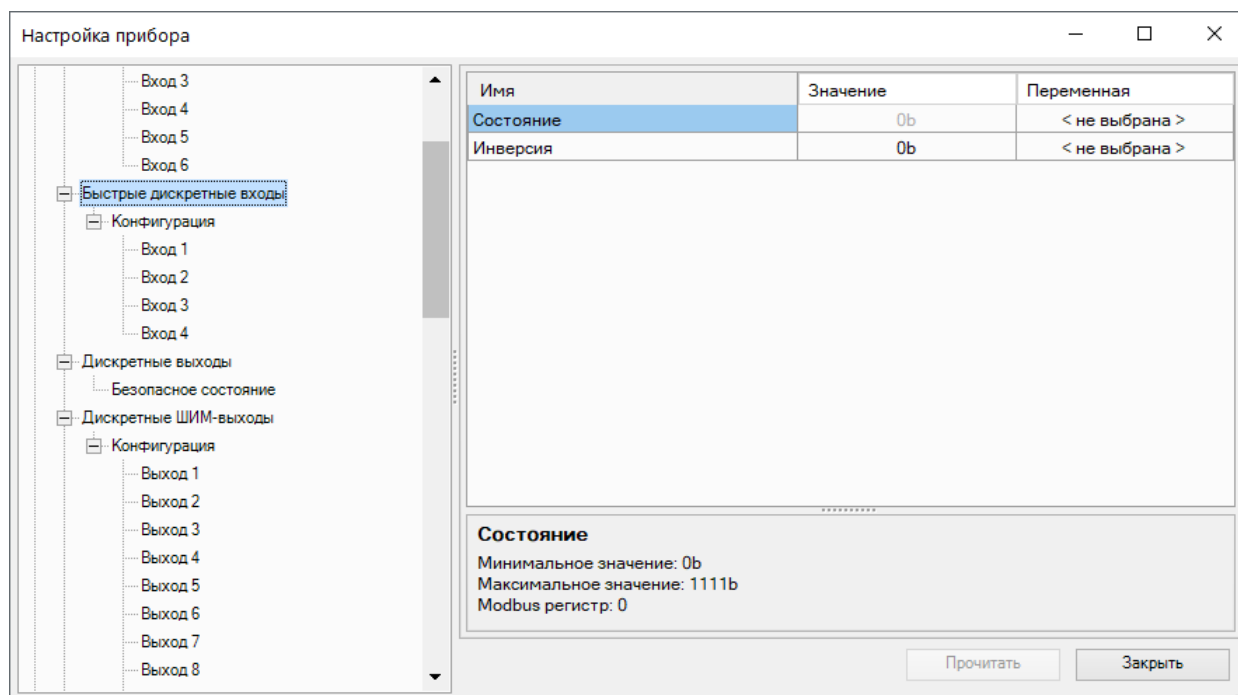 Настройка прибора
Вход 3
Вход 4
Вход 5
Вход 6
Быстрые дискретные входы
Конфигурация
Вход 1
Вход 2
Вход 3
Вход 4
Дискретные выходы
Безопасное состояние
Дискретные ШИМ-выходы
Конфигурация
Выход 1
Выход 2
Выход 3
Выход 4
Выход 5
Выход 6
Выход 7
Выход 8
Имя Значение Переменная
Состояние 0b < не выбрана >
Инверсия 0b < не выбрана >
Состояние
Минимальное значение: 0b
Максимальное значение: 1111b
Modbus регистр: 0
Прочитать Закрыть